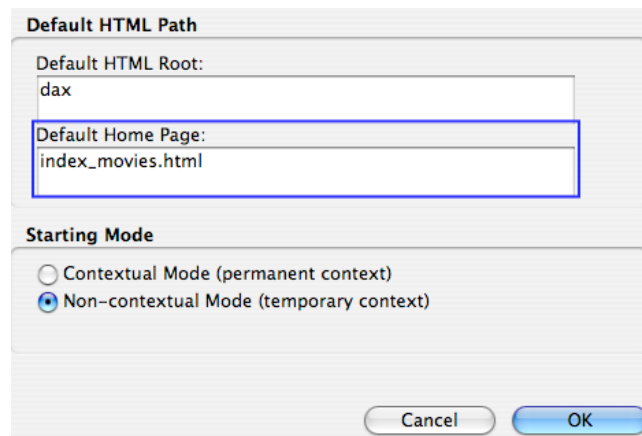 Default HTML Path
Default HTML Root:
dax
Default Home Page:
index_movies.html
Starting Mode
Contextual Mode (permanent context)
Non-contextual Mode (temporary context)
Cancel OK